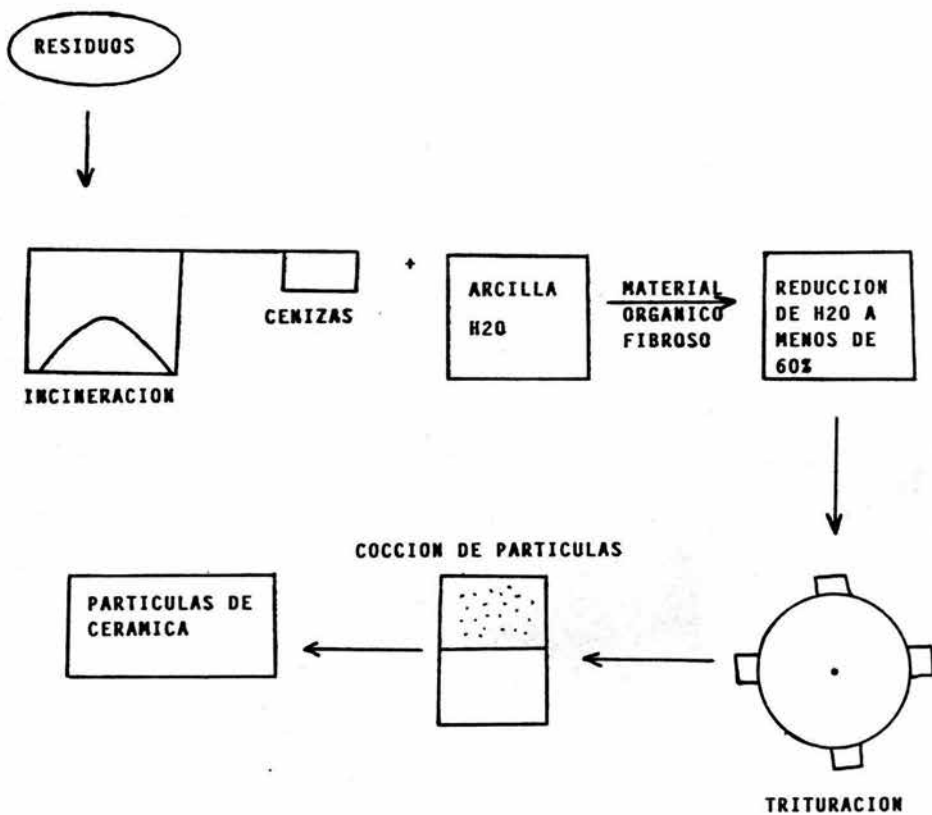 RESIDUOS
CENIZAS
INCINERACION
+
ARCILLA
H2O
MATERIAL
ORGANICO
FIBROSO
REDUCCION
DE H2O A
MENOS DE
60%
TRITURACION
COCCION DE PARTICULAS
PARTICULAS DE
CERAMICA